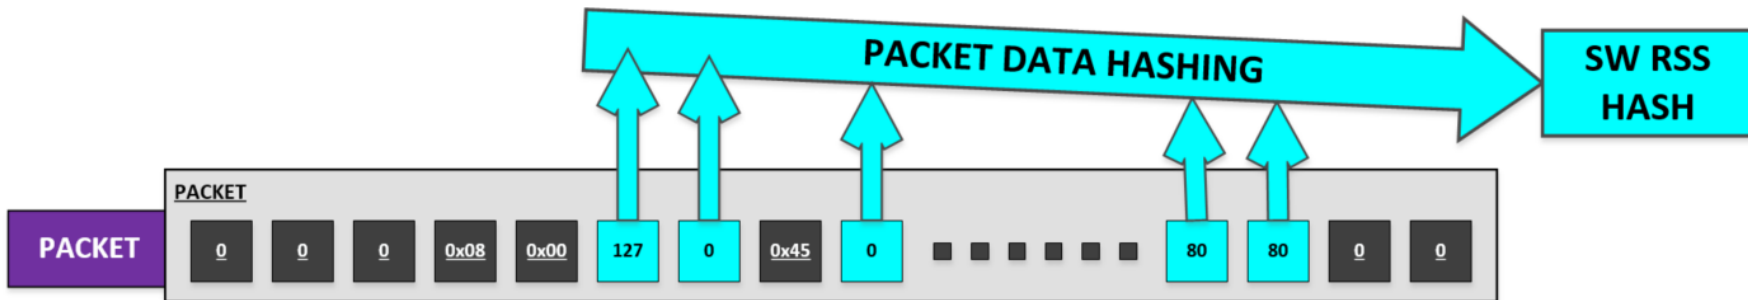 PACKET DATA HASHING
SW RSS
HASH
PACKET
PACKET
0 0 0 0x08 0x00 127 0 0x45 0 80 80 0 0